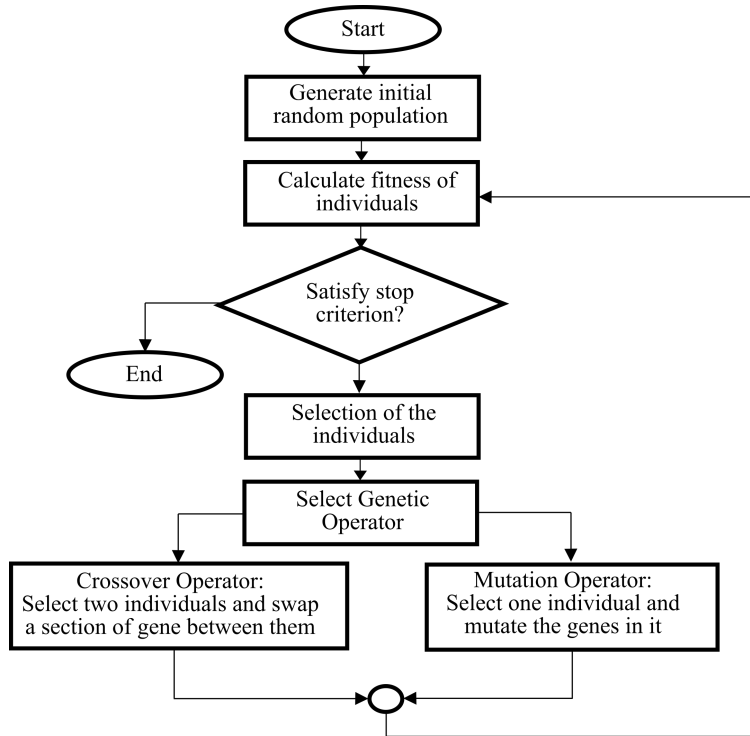 Start
Generate initial
random population
Calculate fitness of
individuals
Satisfy stop
criterion?
End
Selection of the
individuals
Select Genetic
Operator
Crossover Operator:
Select two individuals and swap
a section of gene between them
Mutation Operator:
Select one individual and
mutate the genes in it